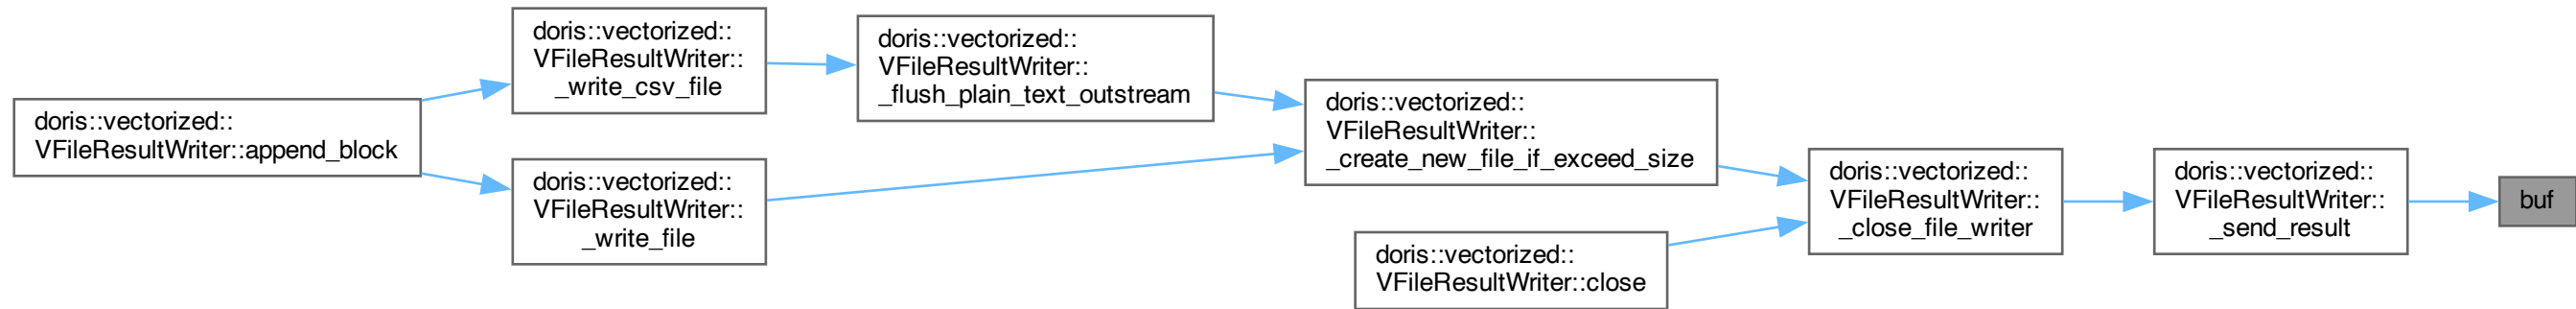 doris::vectorized::
VFileResultWriter::append_block
doris::vectorized::
VFileResultWriter::
_write_csv_file
doris::vectorized::
VFileResultWriter::
_write_file
doris::vectorized::
VFileResultWriter::
_flush_plain_text_outstream
doris::vectorized::
VFileResultWriter::
_create_new_file_if_exceed_size
doris::vectorized::
VFileResultWriter::close
doris::vectorized::
VFileResultWriter::
_close_file_writer
doris::vectorized::
VFileResultWriter::
_send_result
buf